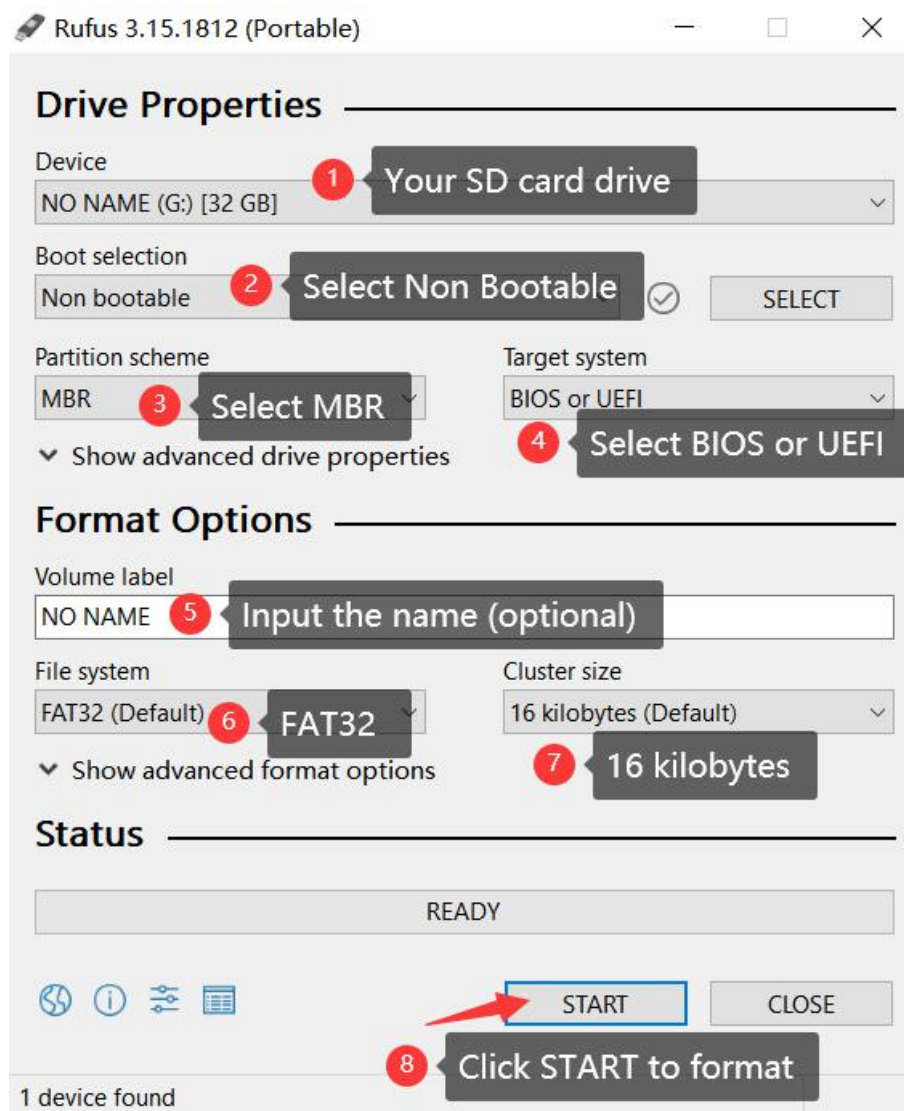 Rufus 3.15.1812 (Portable)
Drive Properties
Device
1 Your SD card drive
NO NAME (G:) [32 GB]
Boot selection
2 Select Non Bootable
Non bootable
SELECT
Partition scheme
Target system
MBR
3 Select MBR
BIOS or UEFI
4 Select BIOS or UEFI
Show advanced drive properties
Format Options
Volume label
NO NAME
5 Input the name (optional)
File system
Cluster size
FAT32 (Default)
6 FAT32
16 kilobytes (Default)
7 16 kilobytes
Show advanced format options
Status
READY
START
CLOSE
8 Click START to format
1 device found